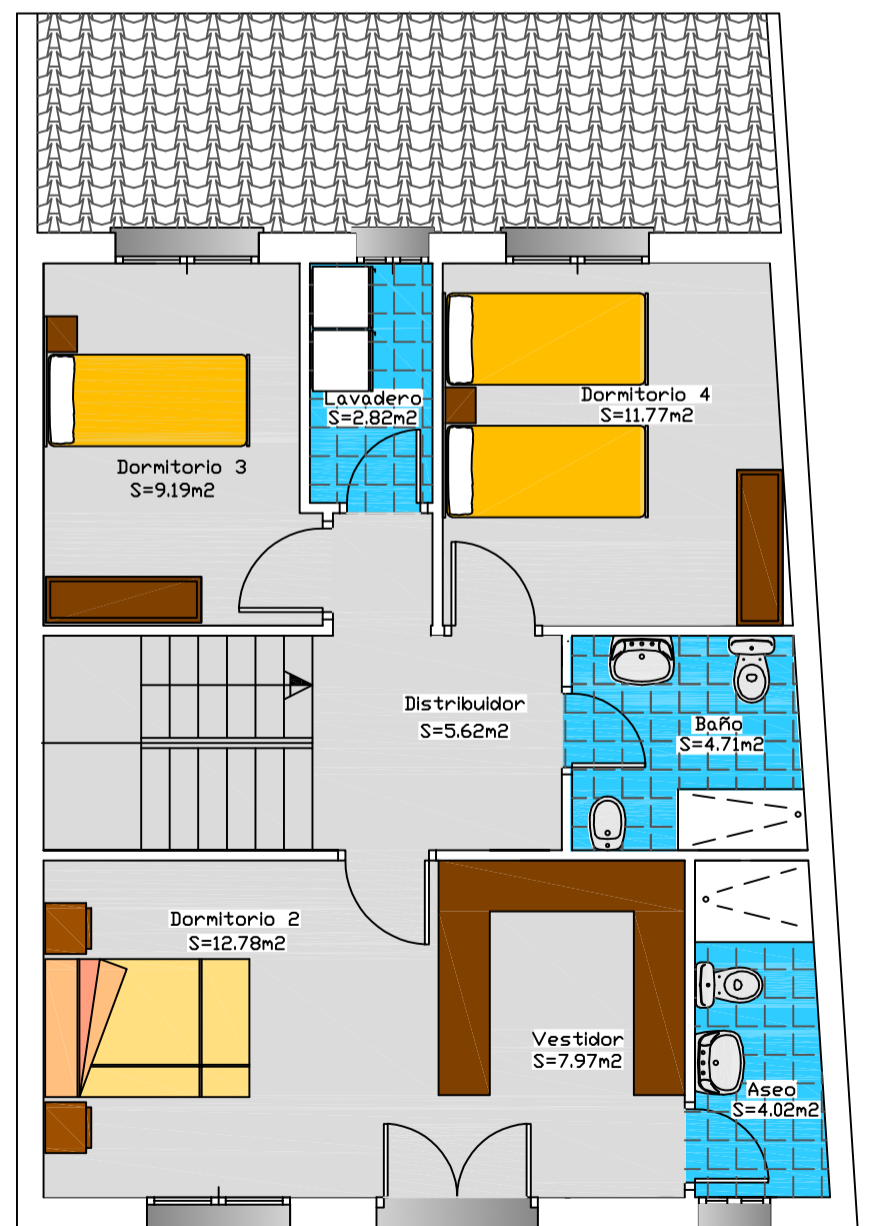 Lavadero
S=2.82m2
Dormitorio 4
S=11.77m2
Dormitorio 3
S=9.19m2
Distribuidor
S=5.62m2
Baño
S=4.71m2
Dormitorio 2
S=12.78m2
Vestidor
S=7.97m2
Aseo
S=4.02m2